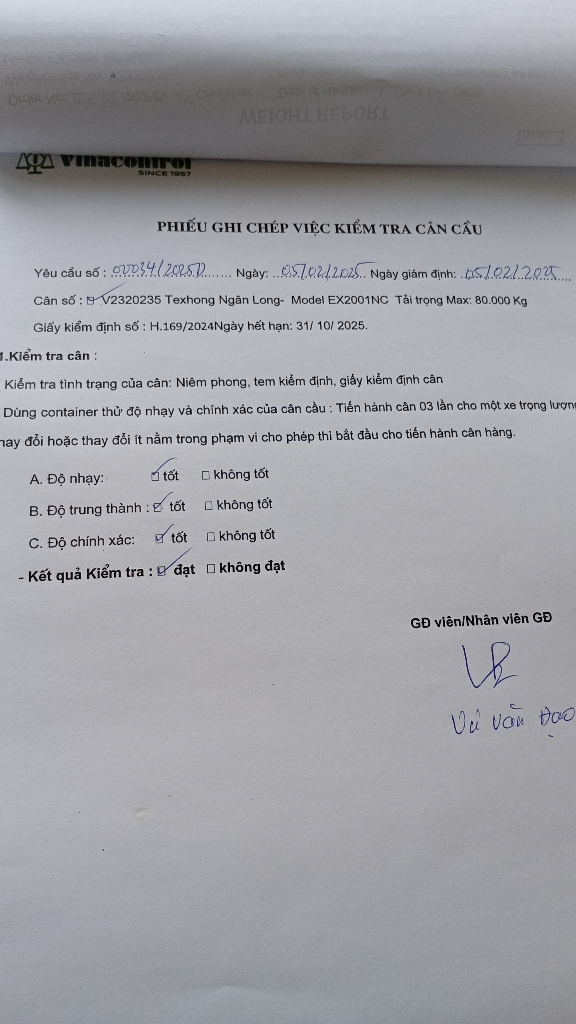 WEIGHT REPORT
vinacontrol
SINCE 1957
PHIẾU GHI CHÉP VIỆC KIỂM TRA CÂN CẦU
Yêu cầu số : 00034/2025D....... Ngày: ..05/02/2025.. Ngày giám định: ..05/02/2025....
Cân số : ☑ V2320235 Texhong Ngân Long- Model EX2001NC Tải trọng Max: 80.000 Kg
Giấy kiểm định số : H.169/2024Ngày hết hạn: 31/ 10/ 2025.
1.Kiểm tra cân :
Kiểm tra tình trạng của cân: Niêm phong, tem kiểm định, giấy kiểm định cân
Dùng container thử độ nhạy và chính xác của cân cầu : Tiến hành cân 03 lần cho một xe trọng lượng
hay đổi hoặc thay đổi ít nằm trong phạm vi cho phép thì bắt đầu cho tiến hành cân hàng.
A. Độ nhạy: ☑ tốt ☐ không tốt
B. Độ trung thành : ☑ tốt ☐ không tốt
C. Độ chính xác: ☑ tốt ☐ không tốt
- Kết quả Kiểm tra : ☑ đạt ☐ không đạt
GĐ viên/Nhân viên GĐ
Vũ Văn Đạo